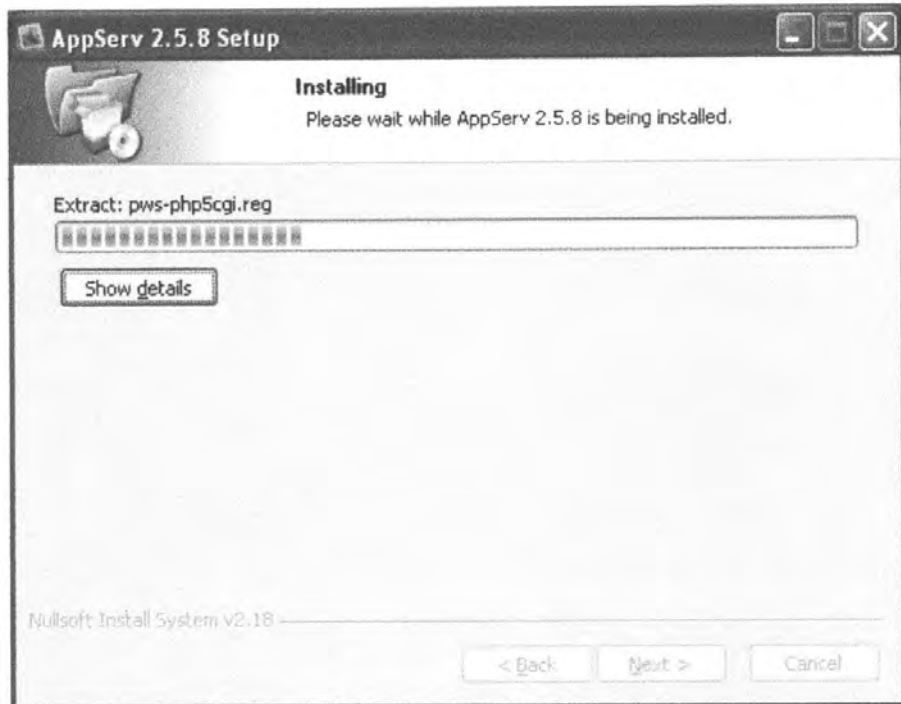 AppServ 2.5.8 Setup
Installing
Please wait while AppServ 2.5.8 is being installed.
Extract: pws-php5cgi.reg
Show details
Nullsoft Install System v2.18
< Back
Next >
Cancel